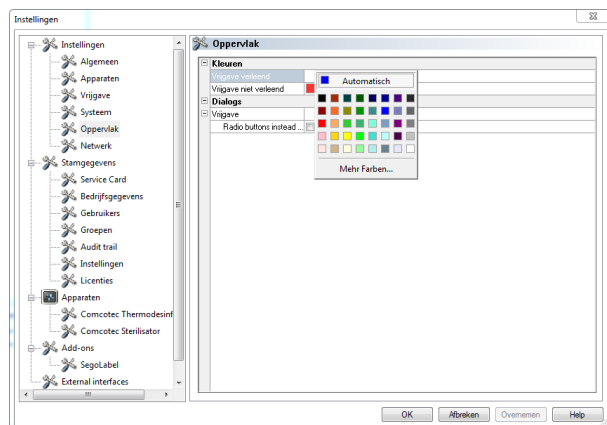 Instellingen
Instellingen
Algemeen
Apparaten
Vrijgave
Systeem
Oppervlak
Netwerk
Stamgegevens
Service Card
Bedrijfsgegevens
Gebruikers
Groepen
Audit trail
Instellingen
Licenties
Apparaten
Comcotec Thermodesinf
Comcotec Sterilisator
Add-ons
SegoLabel
External interfaces
Oppervlak
Kleuren
Vrijgave verleend
Vrijgave niet verleend
Dialogs
Vrijgave
Radio buttons instead ...
Automatisch
Mehr Farben...
OK
Afbreken
Overnemen
Help